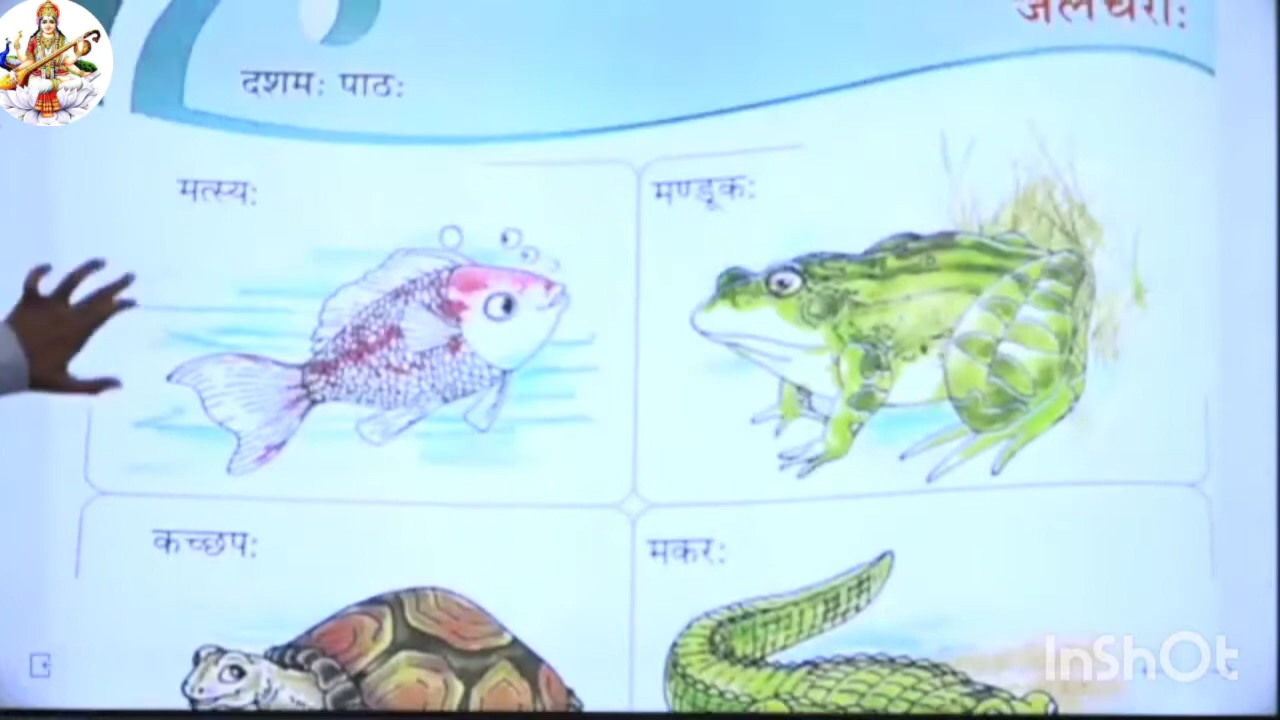 जलचराः
दशमः पाठः
मत्स्यः
मण्डूकः
कच्छपः
मकरः
InShOt